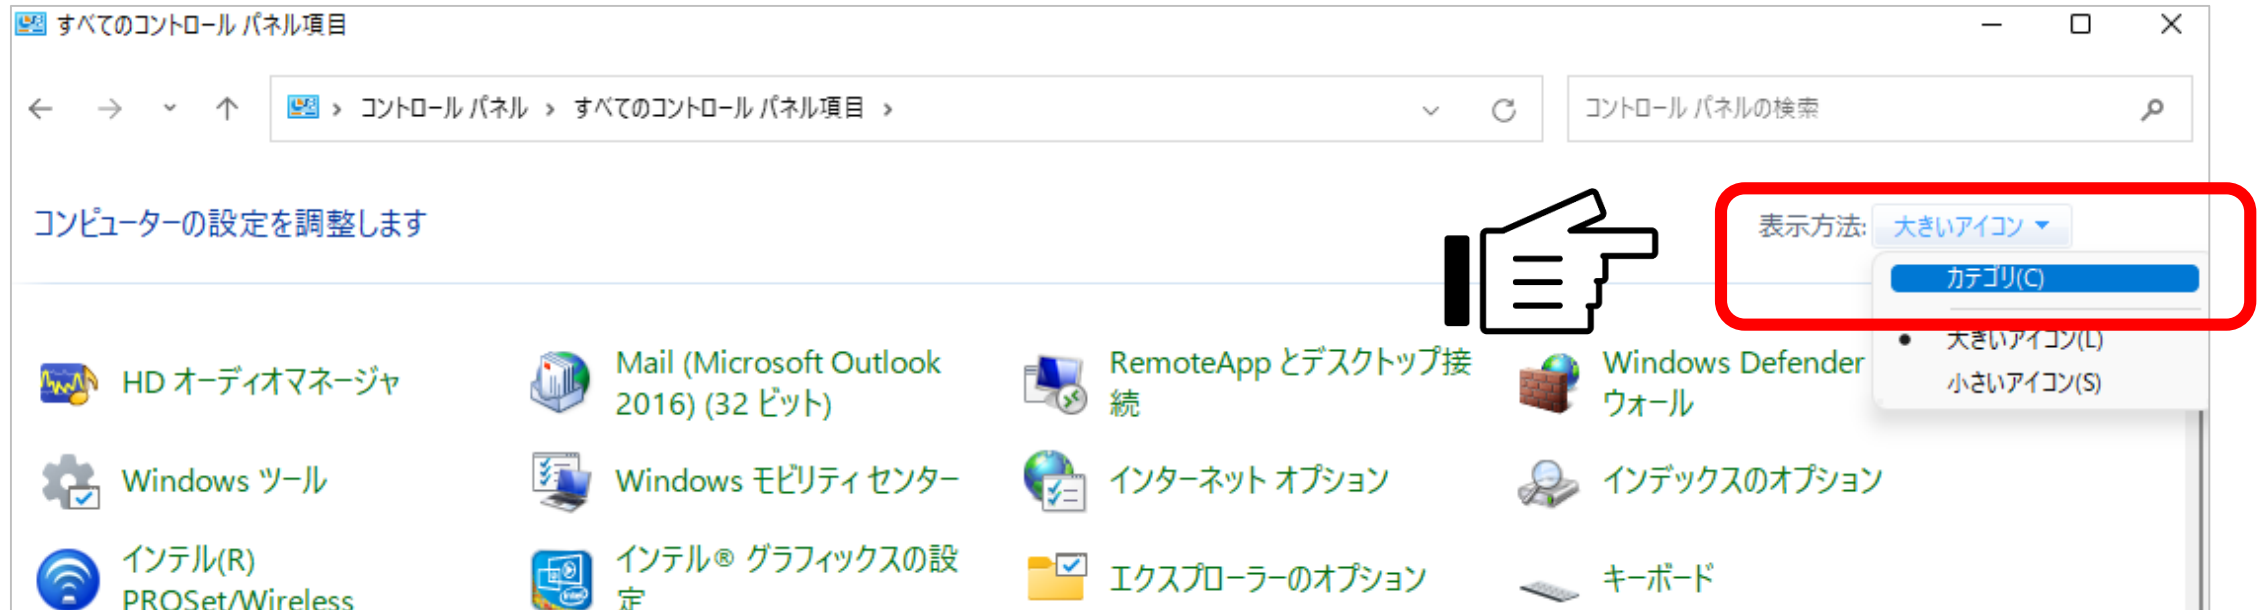 すべてのコントロール パネル項目
コントロール パネル › すべてのコントロール パネル項目 ›
コントロール パネルの検索
コンピューターの設定を調整します
表示方法: 大きいアイコン
カテゴリ(C)
大きいアイコン(L)
小さいアイコン(S)
HD オーディオマネージャ
Mail (Microsoft Outlook
2016) (32 ビット)
RemoteApp とデスクトップ接
続
Windows Defender
ウォール
Windows ツール
Windows モビリティ センター
インターネット オプション
インデックスのオプション
インテル(R)
PROSet/Wireless
インテル® グラフィックスの設
定
エクスプローラーのオプション
キーボード